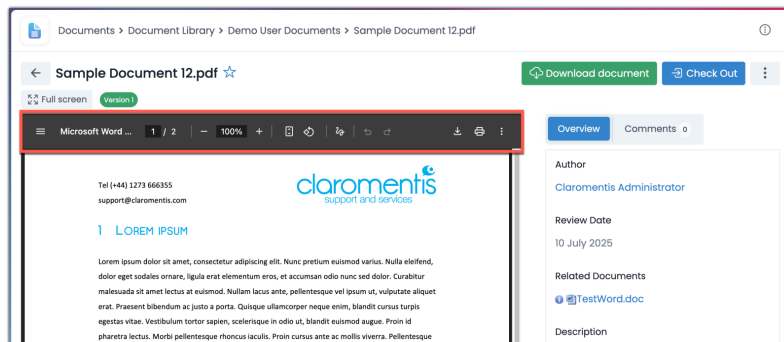 Documents > Document Library > Demo User Documents > Sample Document 12.pdf
Sample Document 12.pdf
Download document
Check Out
Full screen
Version 1
Microsoft Word ... 1 / 2 100%
Overview
Comments 0
Tel (+44) 1273 666355
support@claromentis.com
claromentis
support and services
1 Lorem ipsum
Lorem ipsum dolor sit amet, consectetur adipiscing elit. Nunc pretium euismod varius. Nulla eleifend,
dolor eget sodales ornare, ligula erat elementum eros, et accumsan odio nunc sed dolor. Curabitur
malesuada sit amet lectus at euismod. Nullam lacus ante, pellentesque vel ipsum ut, vulputate aliquet
erat. Praesent bibendum ac justo a porta. Quisque ullamcorper neque enim, blandit cursus turpis
egestas vitae. Vestibulum tortor sapien, scelerisque in odio ut, blandit euismod augue. Proin id
pharetra lectus. Morbi pellentesque rhoncus iaculis. Proin cursus ante ac mollis viverra. Pellentesque
Author
Claromentis Administrator
Review Date
10 July 2025
Related Documents
TestWord.doc
Description